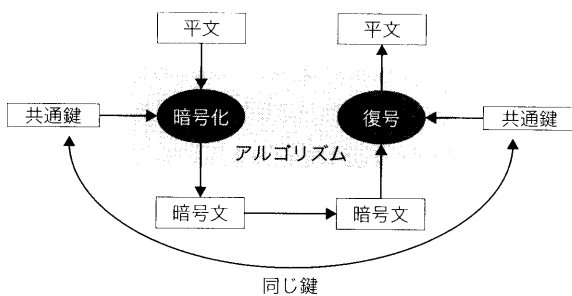 平文
平文
共通鍵
暗号化
復号
共通鍵
アルゴリズム
暗号文
暗号文
同じ鍵